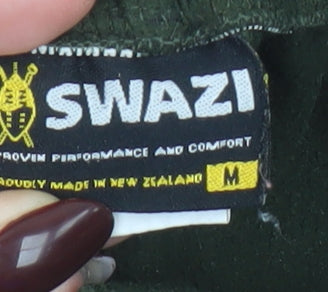 SWAZI
PROVEN PERFORMANCE AND COMFORT
PROUDLY MADE IN NEW ZEALAND M